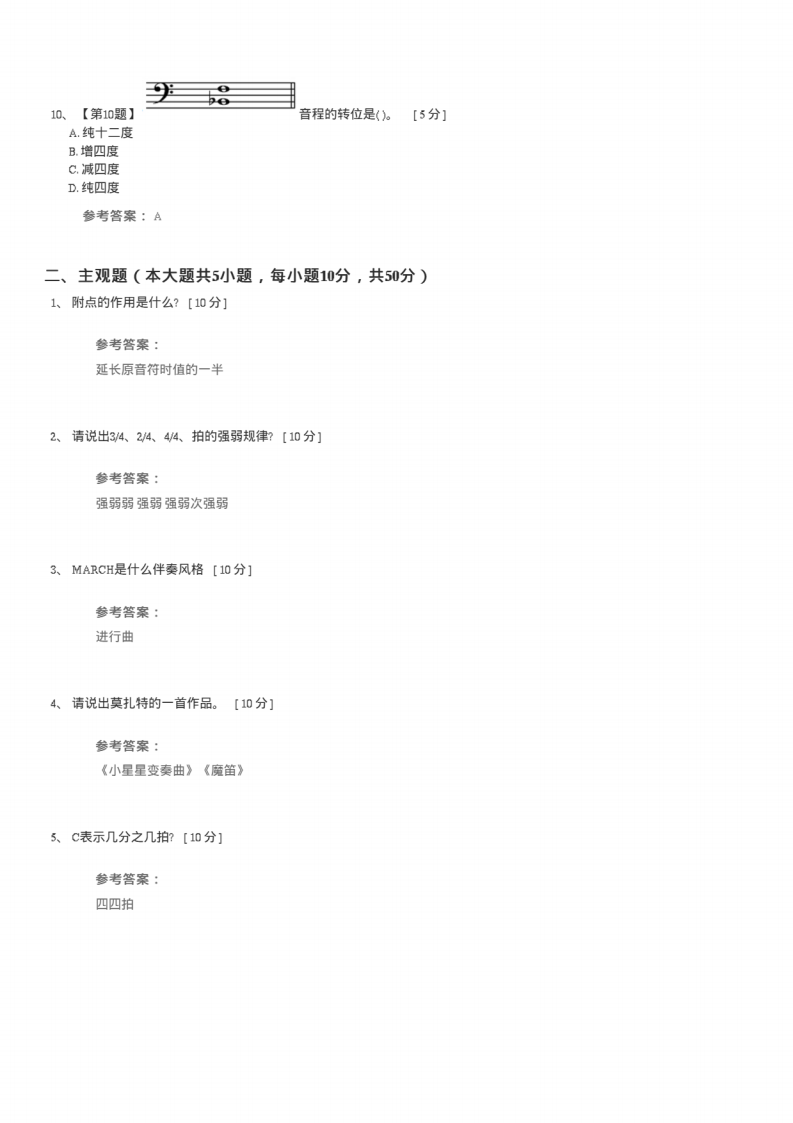 10、 【第10题】 音程的转位是( )。 [ 5 分 ]
A. 纯十二度
B. 增四度
C. 减四度
D. 纯四度
参考答案： A
二、主观题（本大题共5小题，每小题10分，共50分）
1、 附点的作用是什么? [ 10 分 ]
参考答案：
延长原音符时值的一半
2、 请说出3/4、2/4、4/4、拍的强弱规律? [ 10 分 ]
参考答案：
强弱弱 强弱 强弱次强弱
3、 MARCH是什么伴奏风格 [ 10 分 ]
参考答案：
进行曲
4、 请说出莫扎特的一首作品。 [ 10 分 ]
参考答案：
《小星星变奏曲》《魔笛》
5、 C表示几分之几拍? [ 10 分 ]
参考答案：
四四拍